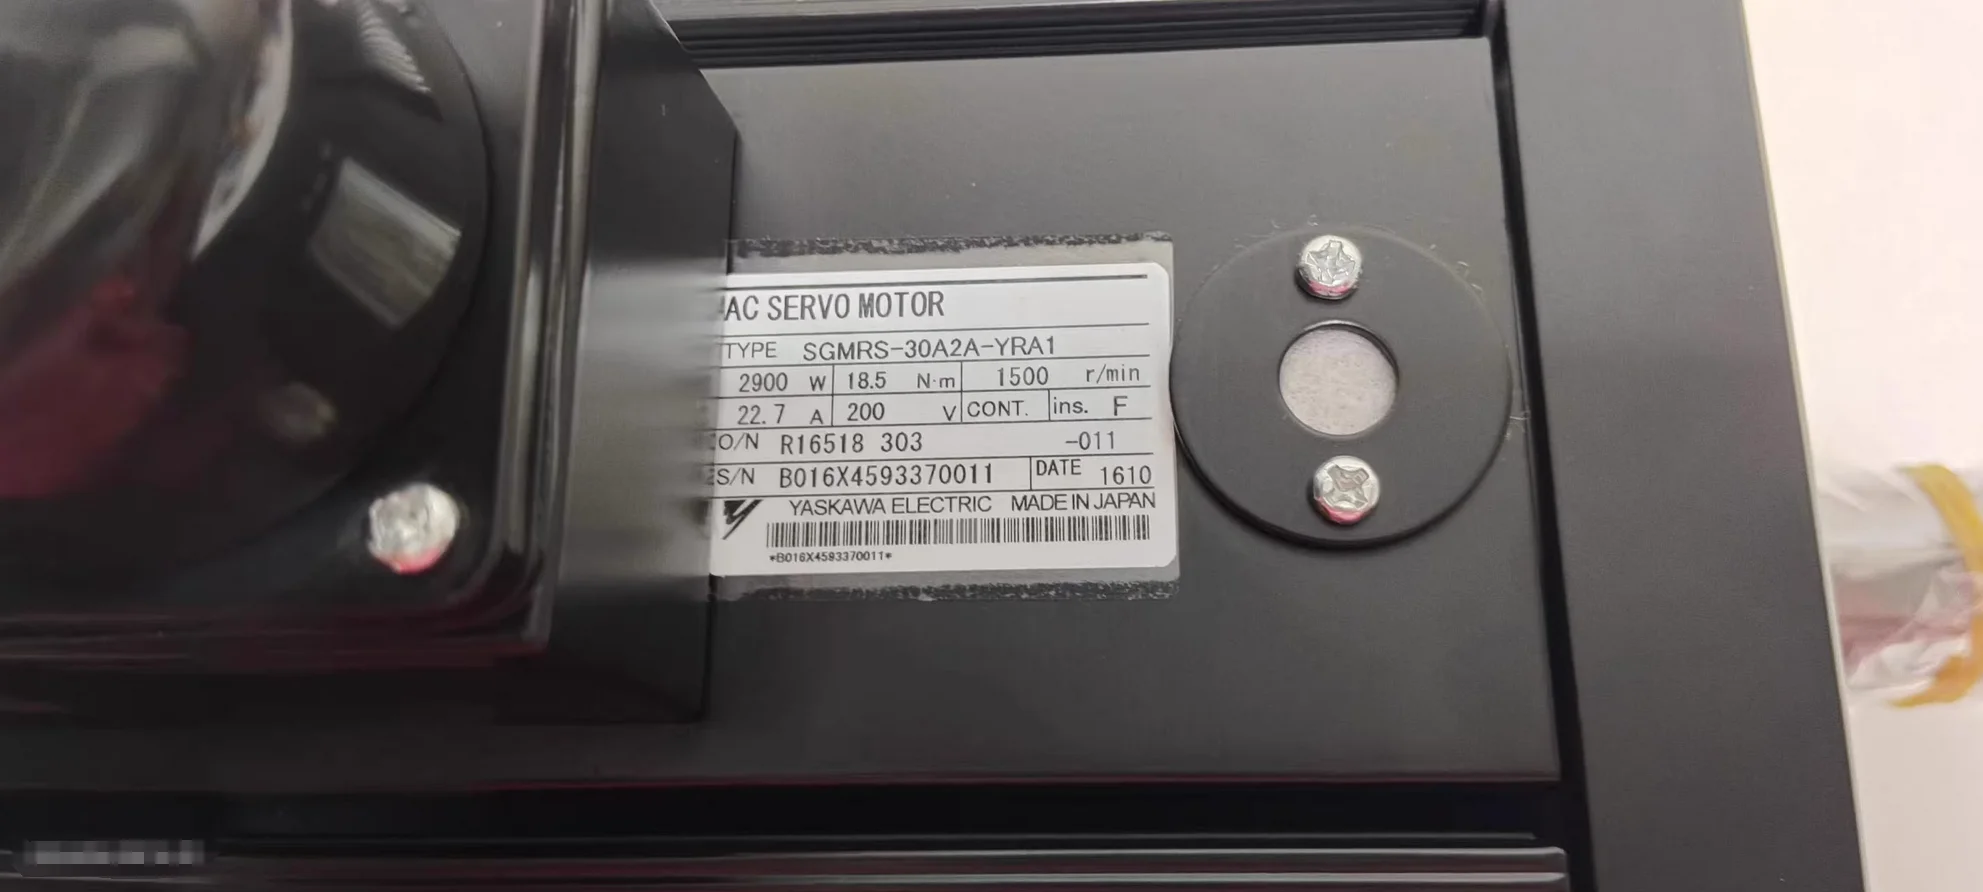 AC SERVO MOTOR
TYPE SGMRS-30A2A-YRA1
2900 W 18.5 N·m 1500 r/min
22.7 A 200 V CONT. ins. F
O/N R16518 303 -011
S/N B016X4593370011 DATE 1610
YASKAWA ELECTRIC MADE IN JAPAN
*B016X4593370011*